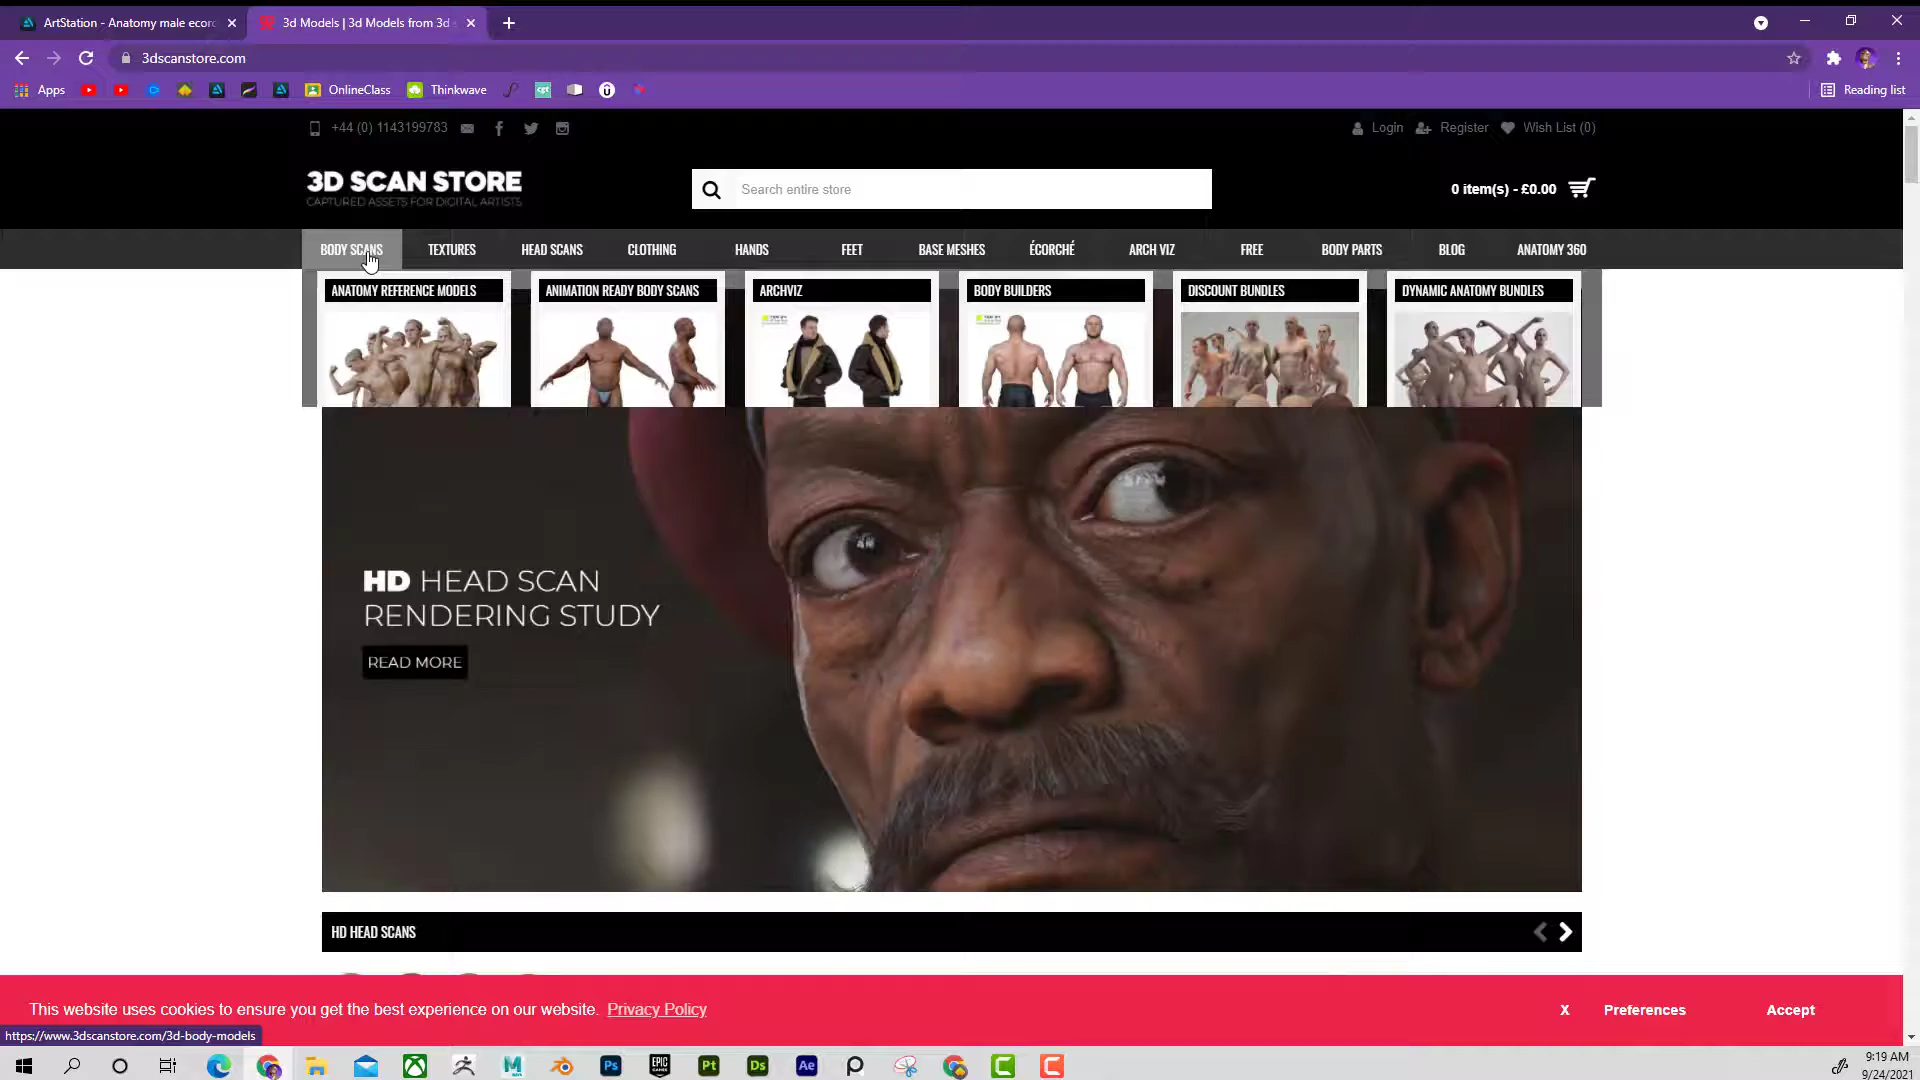 ArtStation - Anatomy male ecorc
3d Models | 3d Models from 3d
3dscanstore.com
Apps
OnlineClass
Thinkwave
Reading list
+44 (0) 1143199783
Login
Register
Wish List (0)
3D SCAN STORE
CAPTURED ASSETS FOR DIGITAL ARTISTS
Search entire store
0 item(s) - £0.00
BODY SCANS
TEXTURES
HEAD SCANS
CLOTHING
HANDS
FEET
BASE MESHES
ÉCORCHÉ
ARCH VIZ
FREE
BODY PARTS
BLOG
ANATOMY 360
ANATOMY REFERENCE MODELS
ANIMATION READY BODY SCANS
ARCHVIZ
BODY BUILDERS
DISCOUNT BUNDLES
DYNAMIC ANATOMY BUNDLES
HD HEAD SCAN
RENDERING STUDY
READ MORE
HD HEAD SCANS
This website uses cookies to ensure you get the best experience on our website. Privacy Policy
X
Preferences
Accept
https://www.3dscanstore.com/3d-body-models
9:19 AM
9/24/2021